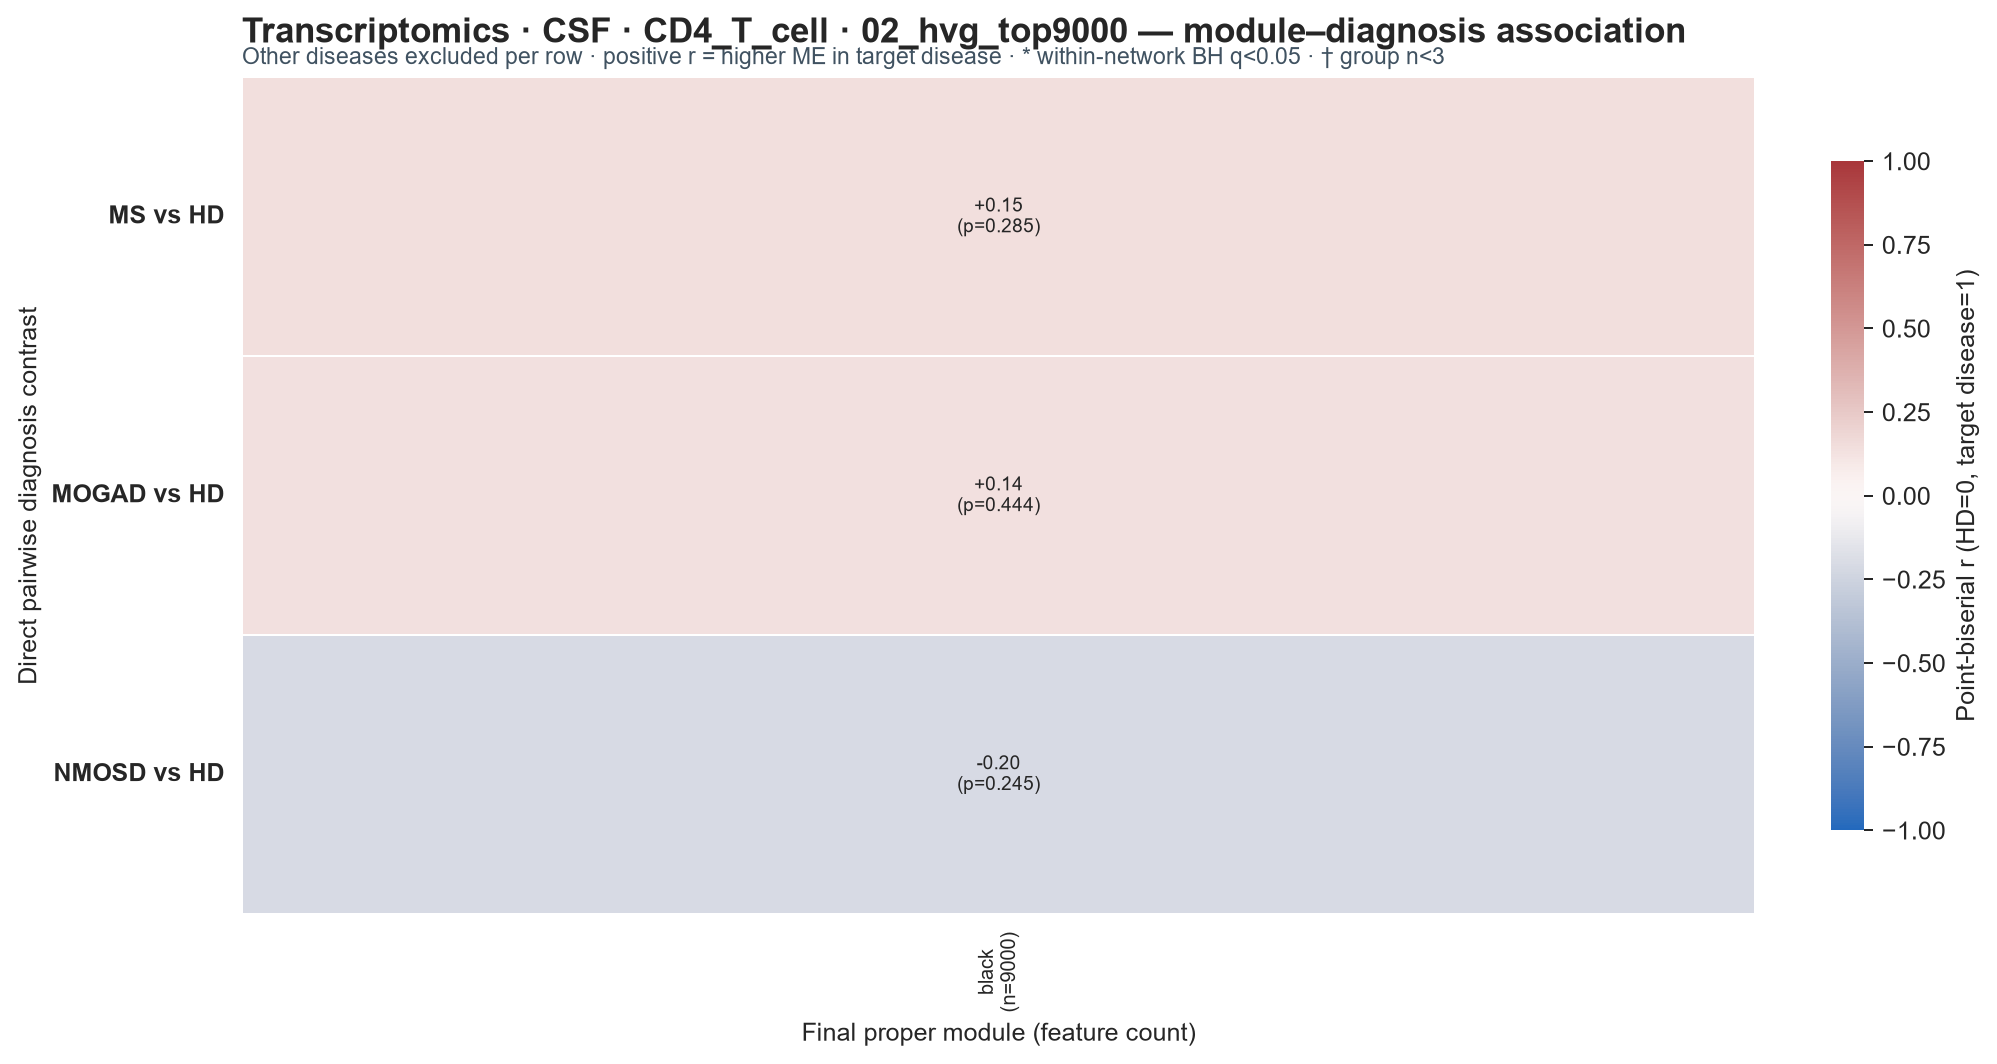 Transcriptomics · CSF · CD4_T_cell · 02_hvg_top9000 — module–diagnosis association
Other diseases excluded per row · positive r = higher ME in target disease · * within-network BH q<0.05 · † group n<3
Direct pairwise diagnosis contrast
MS vs HD
+0.15
(p=0.285)
MOGAD vs HD
+0.14
(p=0.444)
NMOSD vs HD
-0.20
(p=0.245)
black
(n=9000)
Final proper module (feature count)
1.00
0.75
0.50
0.25
0.00
−0.25
−0.50
−0.75
−1.00
Point-biserial r (HD=0, target disease=1)